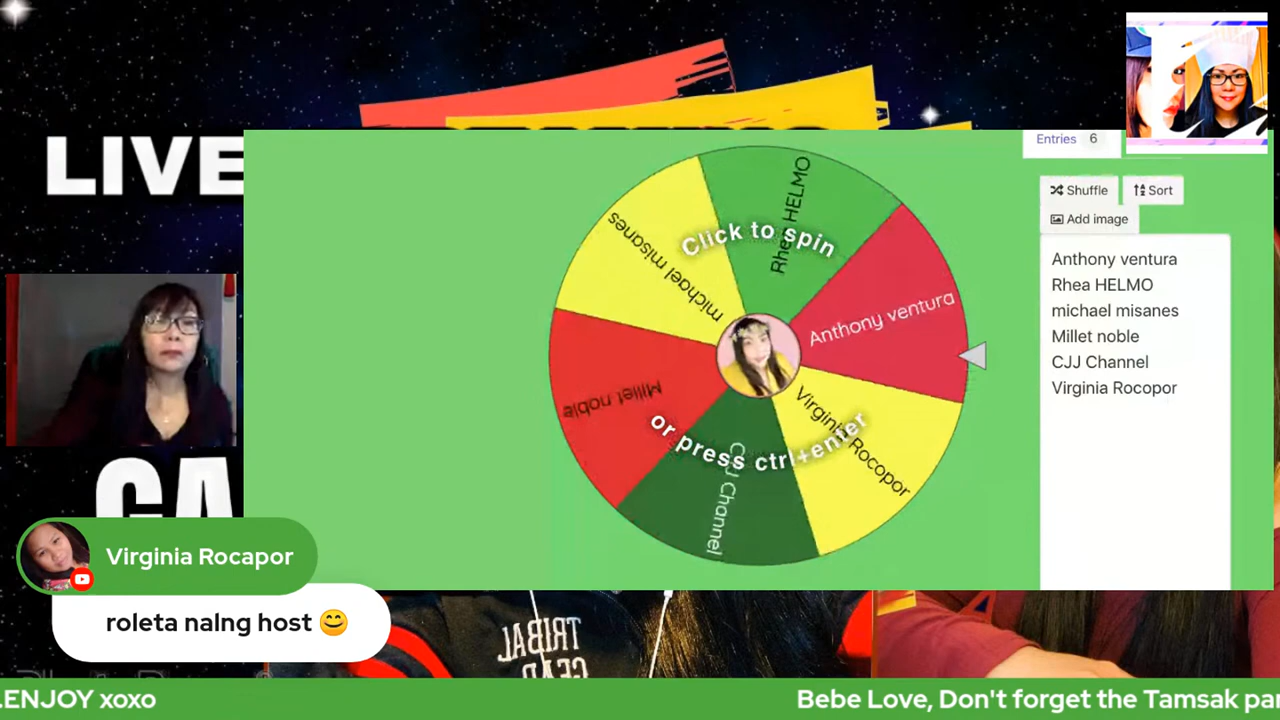 LIVE
Entries 6
Shuffle
Sort
Add image
Anthony ventura
Rhea HELMO
michael misanes
Millet noble
CJJ Channel
Virginia Rocopor
Rhea HELMO
michael misanes
Click to spin
Anthony ventura
Millet noble
Virginia Rocopor
or press ctrl+enter
CJJ Channel
Virginia Rocapor
roleta nalng host 😊
TRIBAL
GEAR
.ENJOY xoxo
Bebe Love, Don't forget the Tamsak